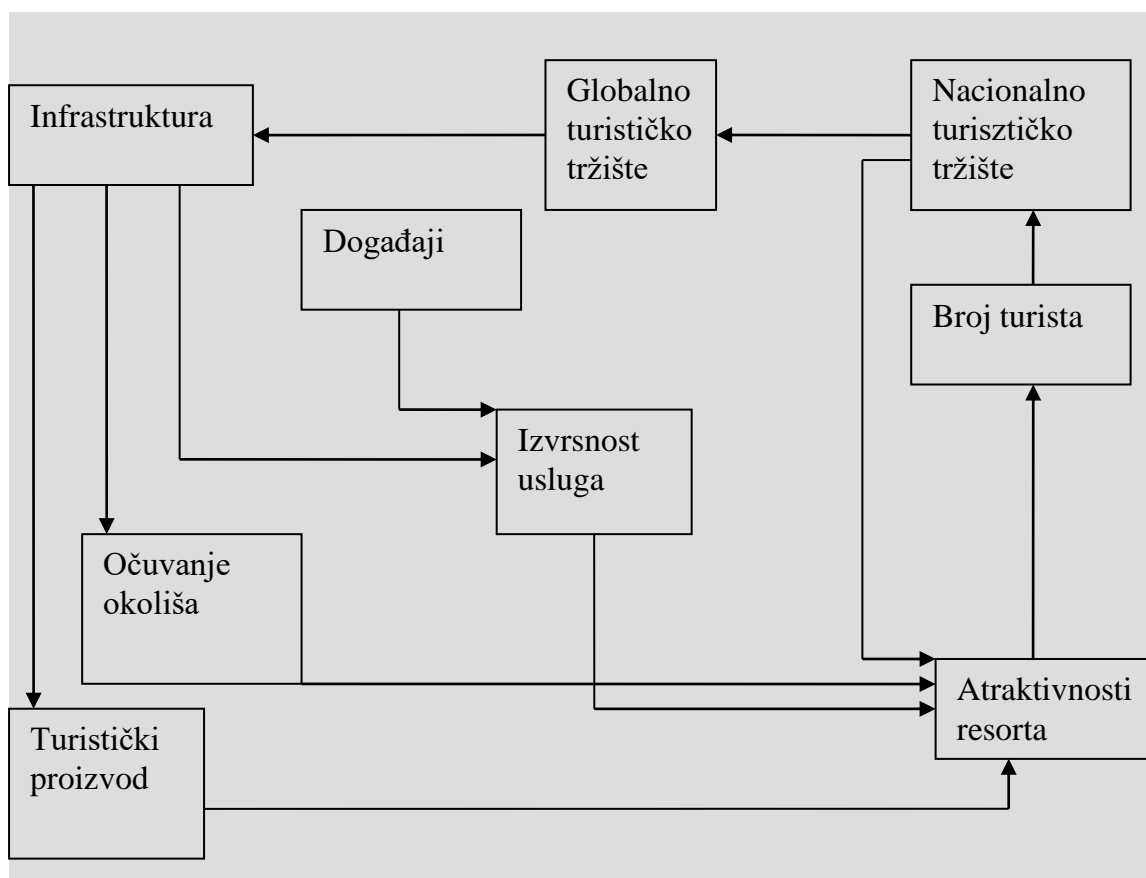 Infrastruktura
Globalno
turističko
tržište
Nacionalno
turisztičko
tržište
Događaji
Broj turista
Izvrsnost
usluga
Očuvanje
okoliša
Atraktivnosti
resorta
Turistički
proizvod